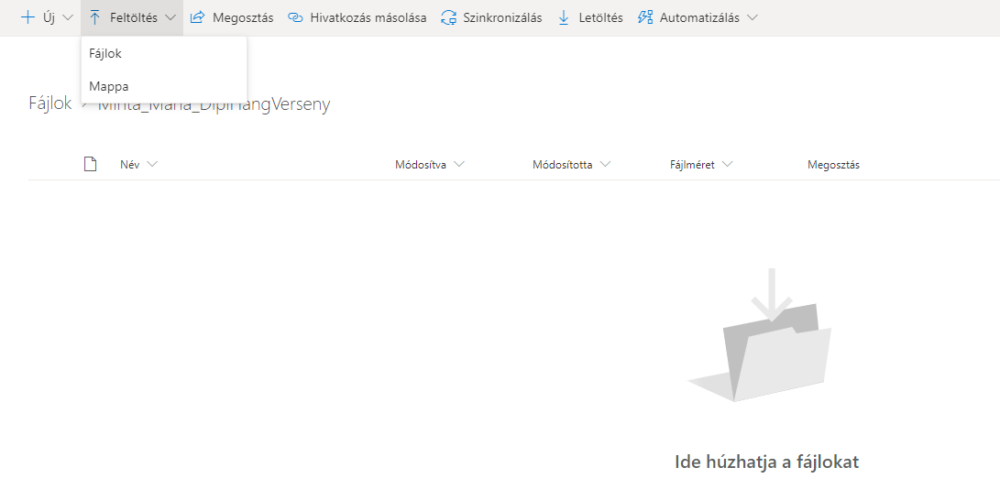 Új Feltöltés Megosztás Hivatkozás másolása Szinkronizálás Letöltés Automatizálás
Fájlok
Mappa
Fájlok > Minta_Mária_DiplHangVerseny
Név Módosítva Módosította Fájlméret Megosztás
Ide húzhatja a fájlokat